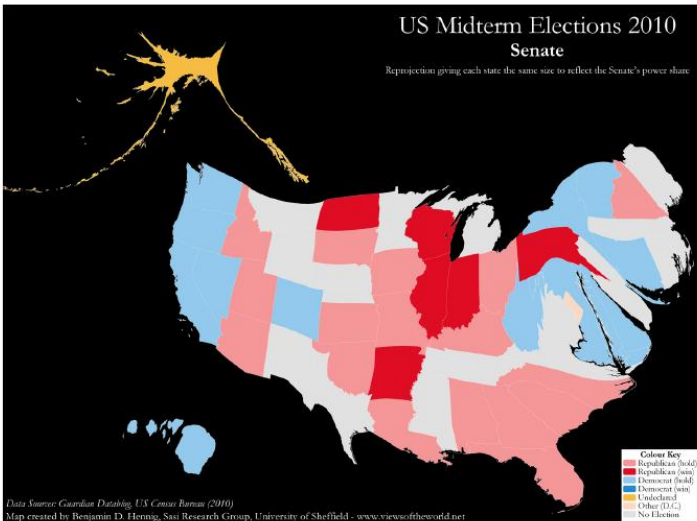 US Midterm Elections 2010
Senate
Reprojection giving each state the same size to reflect the Senate's power share
Colour Key
Republican (hold)
Republican (win)
Democrat (hold)
Democrat (win)
Undeclared
Other (D.C.)
No Election
Data Sources: Guardian Datablog, US Census Bureau (2010)
Map created by Benjamin D. Hennig, Sasi Research Group, University of Sheffield - www.viewsoftheworld.net